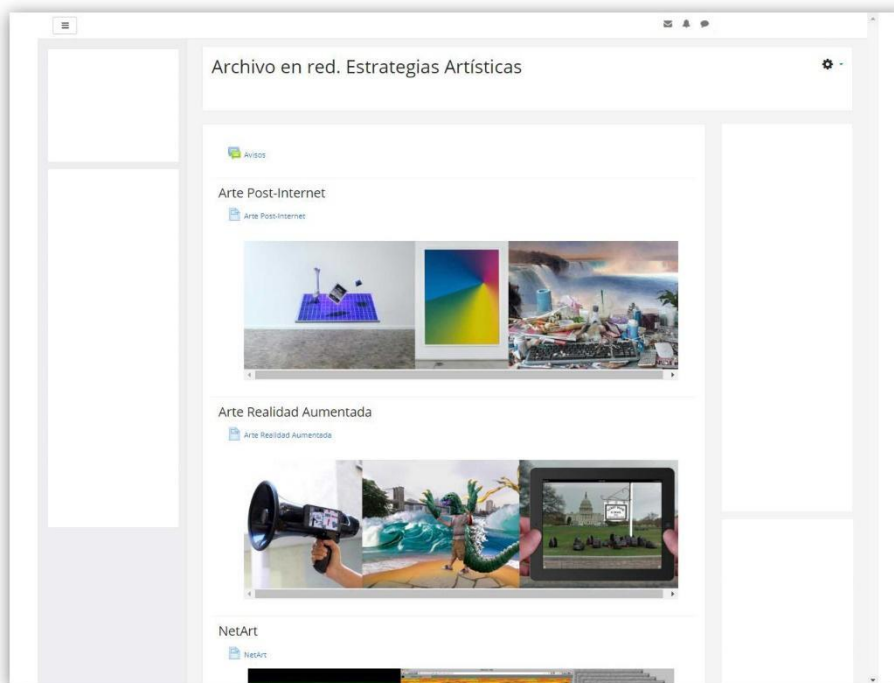 Archivo en red. Estrategias Artísticas
Avisos
Arte Post-Internet
Arte Post-Internet
Arte Realidad Aumentada
Arte Realidad Aumentada
NetArt
NetArt